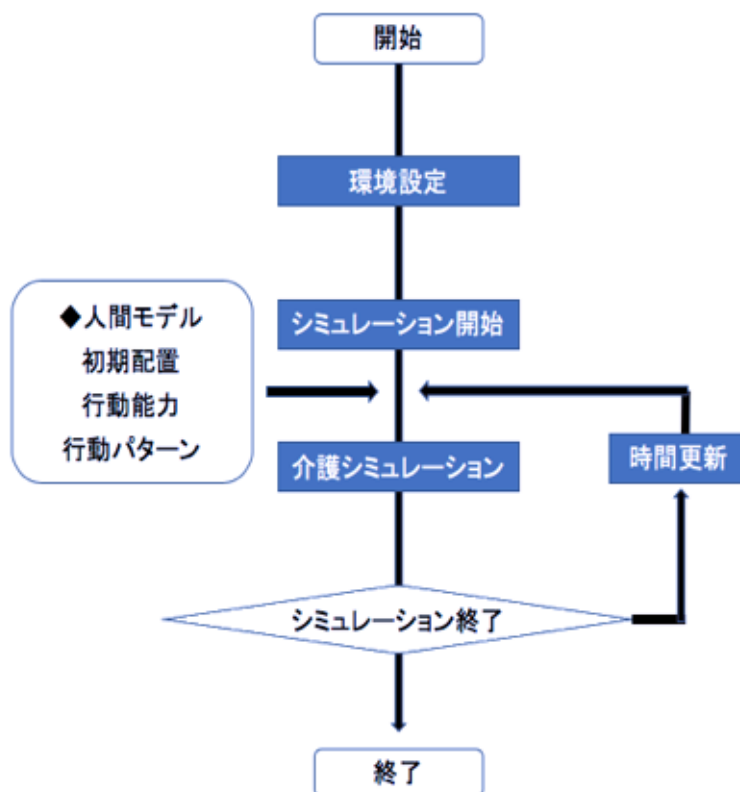 開始
環境設定
シミュレーション開始
◆人間モデル
初期配置
行動能力
行動パターン
介護シミュレーション
時間更新
シミュレーション終了
終了